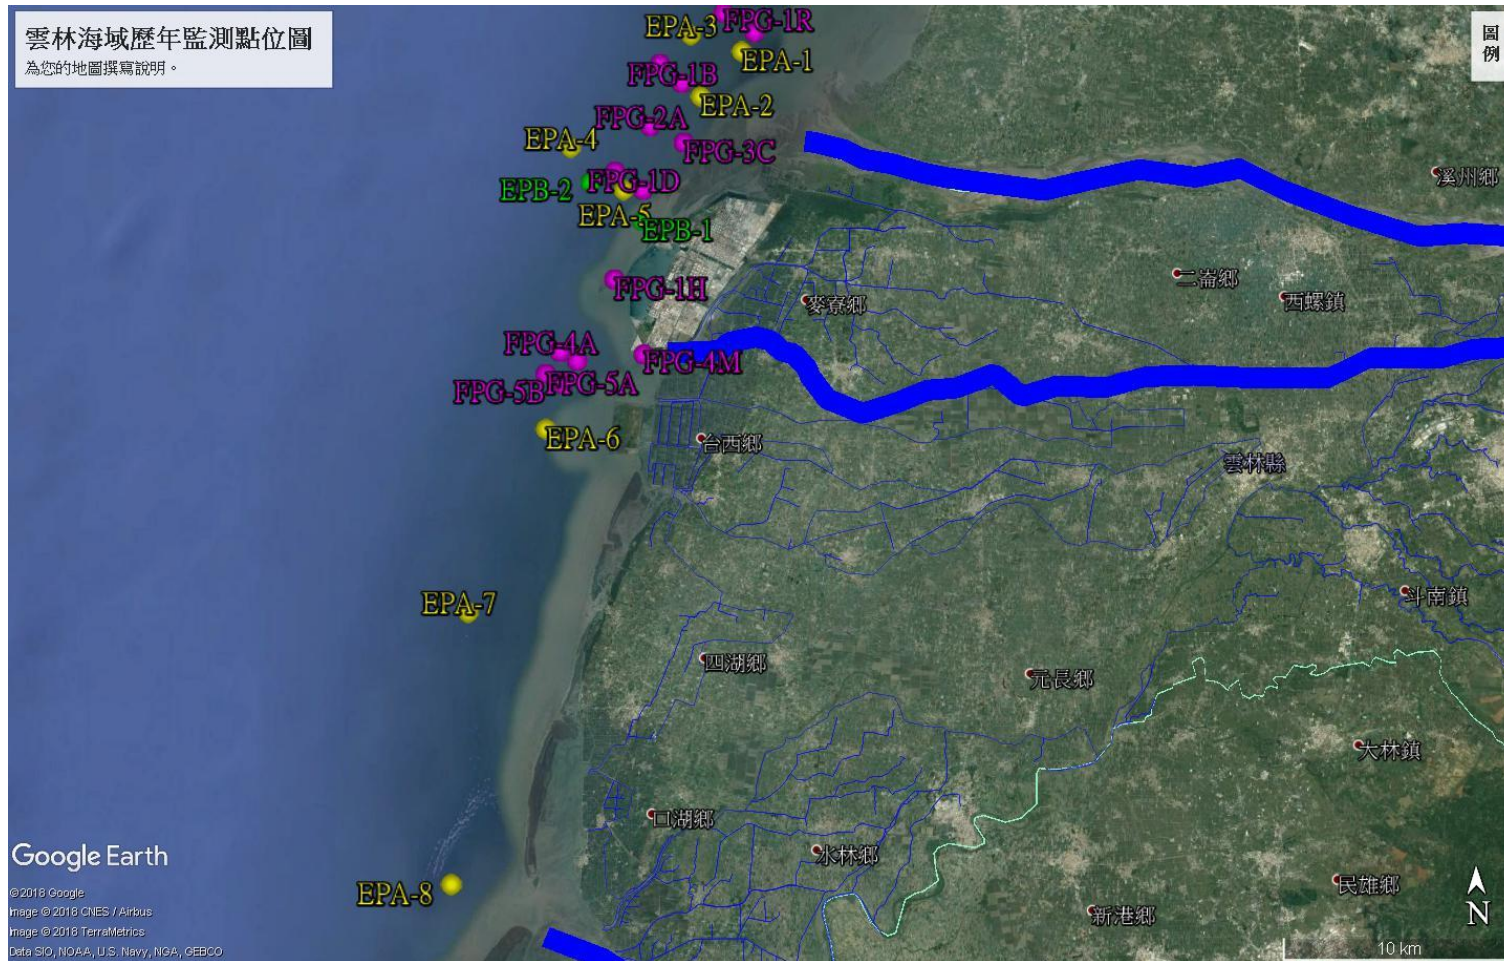 雲林海域歷年監測點位圖
為您的地圖撰寫說明。
圖例
FPG-1R
EPA-3
EPA-1
FPG-1B
EPA-2
FPG-2A
EPA-4
FPG-3C
溪州鄉
FPG-1D
EPB-2
EPA-5
EPB-1
二崙鄉
FPG-1H
麥寮鄉
西螺鎮
FPG-4A
FPG-4M
FPG-5A
FPG-5B
EPA-6
台西鄉
雲林縣
EPA-7
斗南鎮
四湖鄉
元長鄉
大林鎮
口湖鄉
水林鄉
Google Earth
民雄鄉
EPA-8
©2018 Google
Image © 2018 CNES / Airbus
新港鄉
N
Image © 2018 TerraMetrics
10 km
Data SIO, NOAA, U.S. Navy, NGA, GEBCO